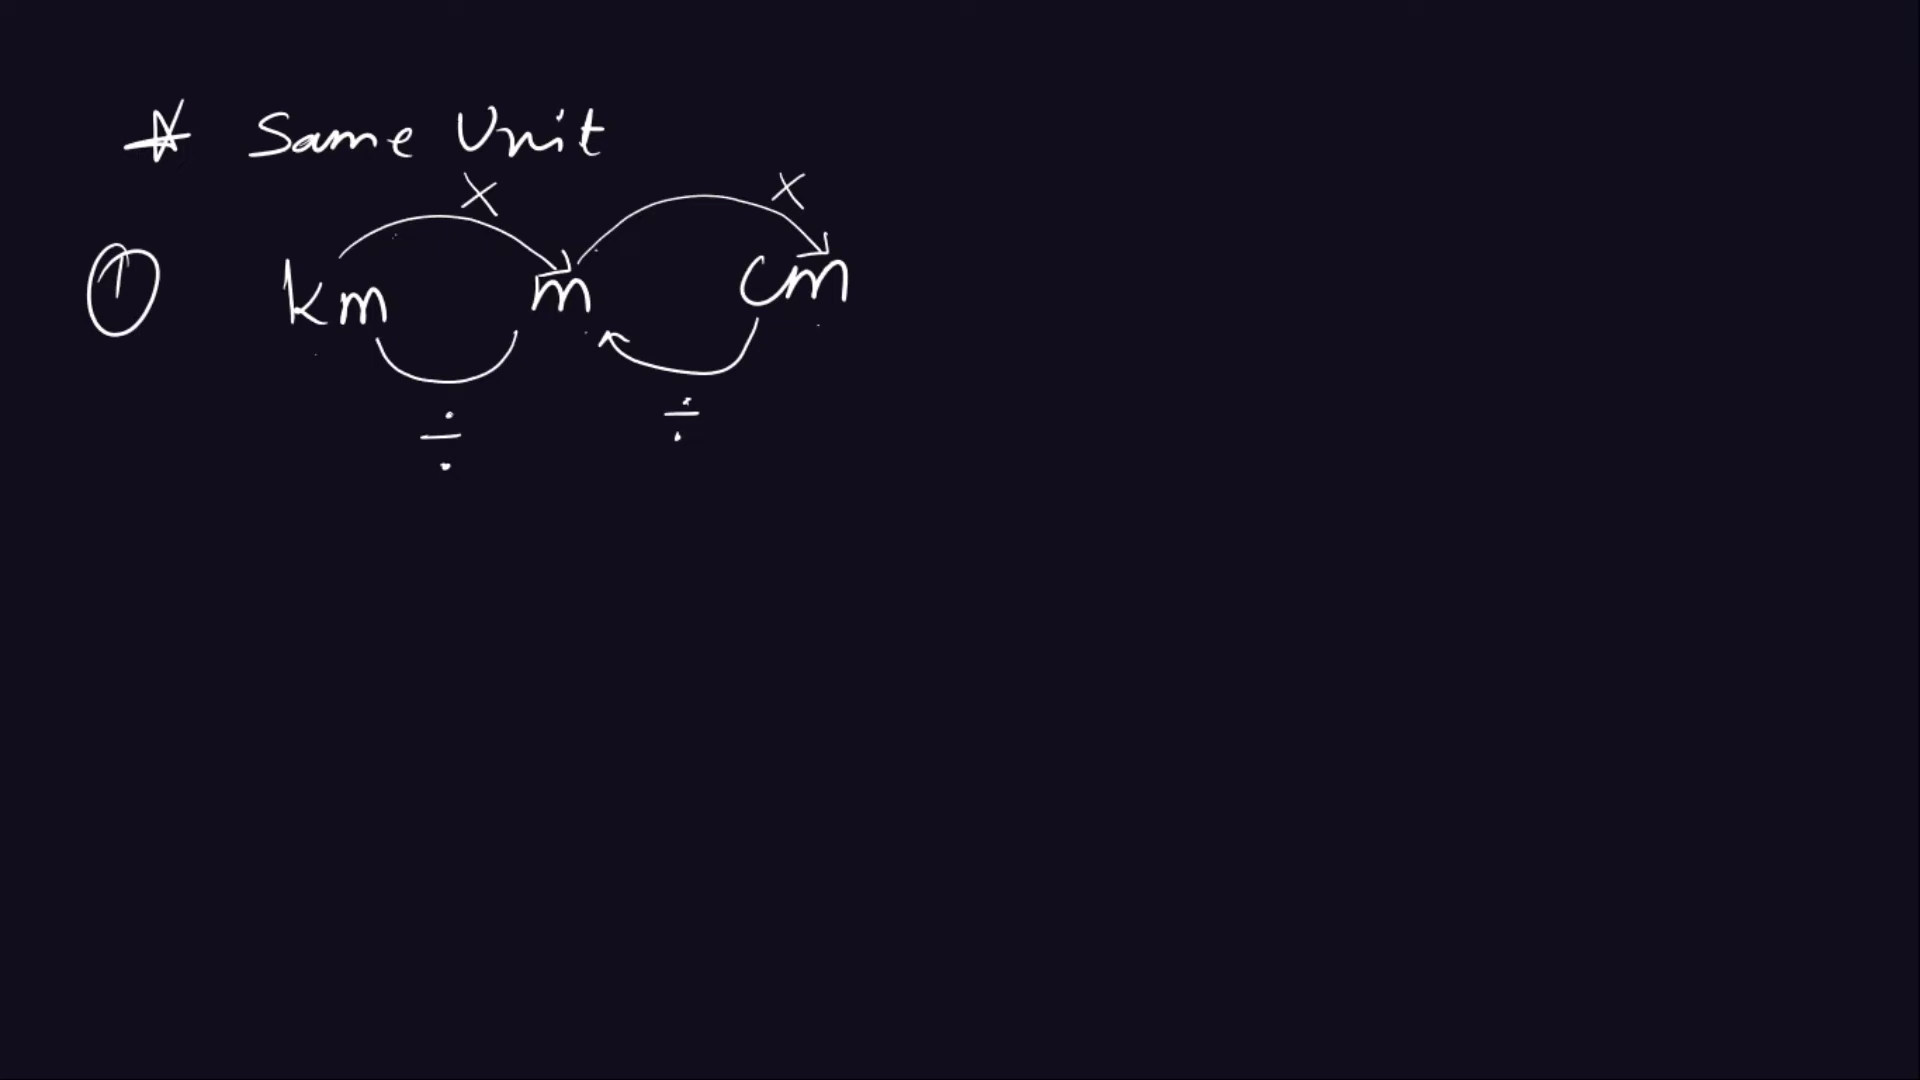 * Same Unit
× ×
① km m cm
÷ ÷